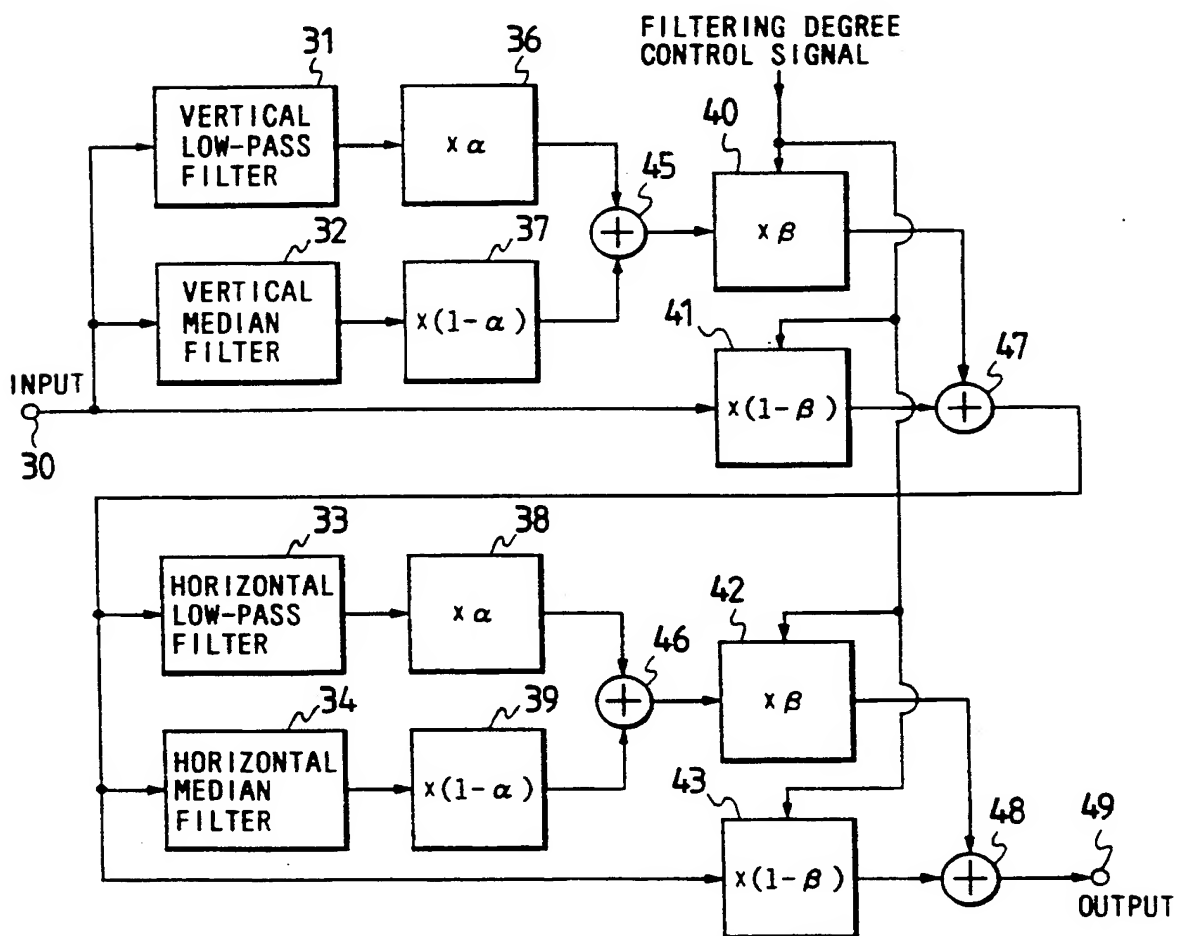 FILTERING DEGREE
CONTROL SIGNAL
31
36
40
VERTICAL
LOW-PASS
FILTER
× α
45
× β
32
37
VERTICAL
MEDIAN
FILTER
×(1-α)
41
47
INPUT
×(1-β)
30
33
38
42
HORIZONTAL
LOW-PASS
FILTER
× α
46
× β
34
39
HORIZONTAL
MEDIAN
FILTER
×(1-α)
43
48
49
×(1-β)
OUTPUT